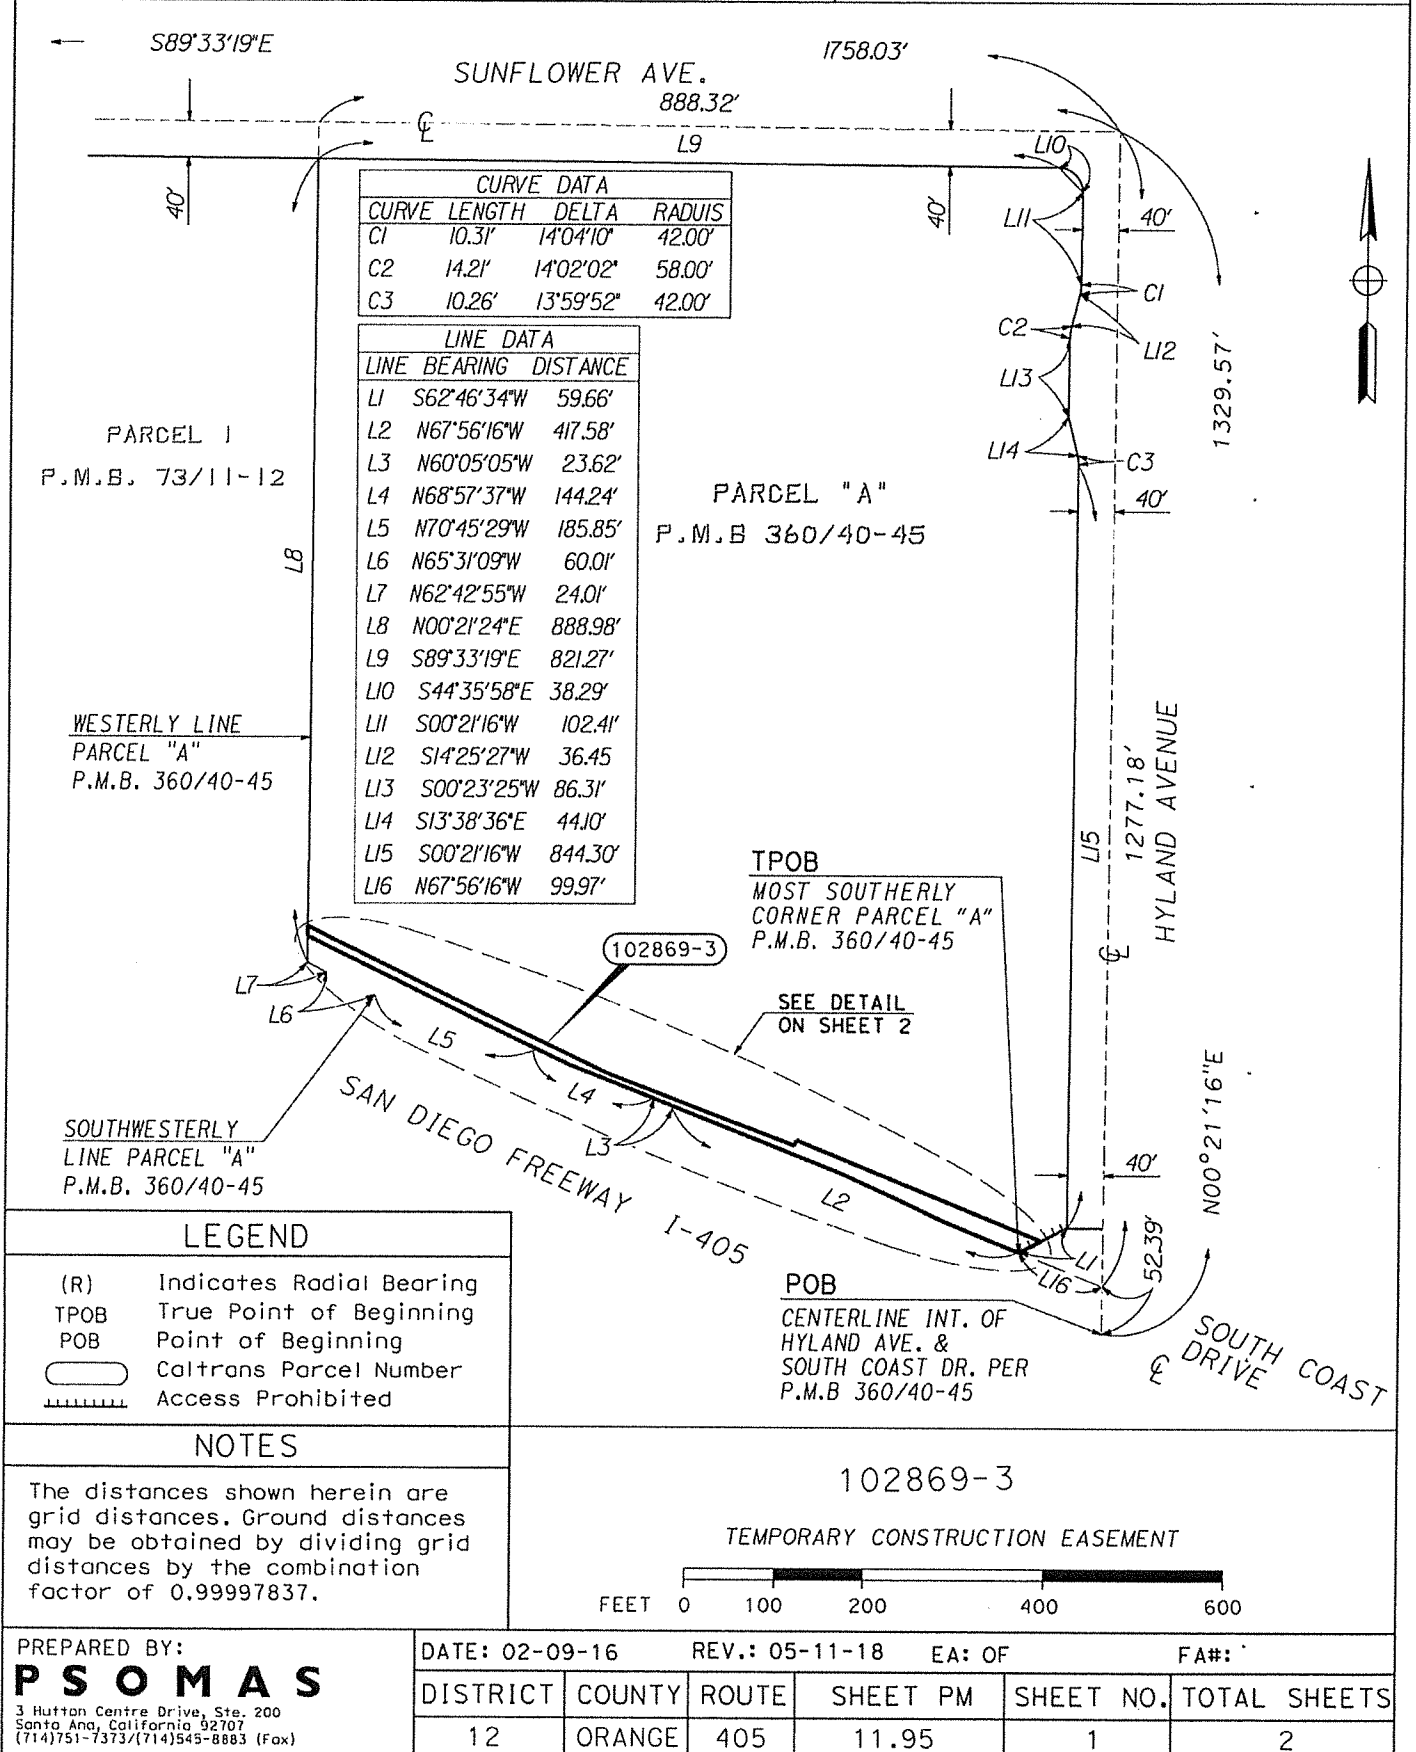 S89°33'19"E
1758.03'
SUNFLOWER AVE.
888.32'
℄
L9
L10
40'
40'
L11
40'
CURVE DATA
CURVE LENGTH DELTA RADUIS
C1 10.31' 14°04'10" 42.00'
C2 14.21' 14°02'02" 58.00'
C3 10.26' 13°59'52" 42.00'
C1
C2
L12
L13
1329.57'
L14
C3
40'
LINE DATA
LINE BEARING DISTANCE
L1 S62°46'34"W 59.66'
L2 N67°56'16"W 417.58'
L3 N60°05'05"W 23.62'
L4 N68°57'37"W 144.24'
L5 N70°45'29"W 185.85'
L6 N65°31'09"W 60.01'
L7 N62°42'55"W 24.01'
L8 N00°21'24"E 888.98'
L9 S89°33'19"E 821.27'
L10 S44°35'58"E 38.29'
L11 S00°21'16"W 102.41'
L12 S14°25'27"W 36.45
L13 S00°23'25"W 86.31'
L14 S13°38'36"E 44.10'
L15 S00°21'16"W 844.30'
L16 N67°56'16"W 99.97'
PARCEL 1
P.M.B. 73/11-12
L8
PARCEL "A"
P.M.B 360/40-45
WESTERLY LINE
PARCEL "A"
P.M.B. 360/40-45
L15
1277.18'
HYLAND AVENUE
℄
TPOB
MOST SOUTHERLY
CORNER PARCEL "A"
P.M.B. 360/40-45
102869-3
SEE DETAIL
ON SHEET 2
L7
L6
L5
L4
L3
L2
SAN DIEGO FREEWAY I-405
SOUTHWESTERLY
LINE PARCEL "A"
P.M.B. 360/40-45
N00°21'16"E
40'
52.39'
L1
L16
POB
CENTERLINE INT. OF
HYLAND AVE. &
SOUTH COAST DR. PER
P.M.B 360/40-45
℄
SOUTH COAST
DRIVE
LEGEND
(R) Indicates Radial Bearing
TPOB True Point of Beginning
POB Point of Beginning
Caltrans Parcel Number
Access Prohibited
NOTES
The distances shown herein are
grid distances. Ground distances
may be obtained by dividing grid
distances by the combination
factor of 0.99997837.
102869-3
TEMPORARY CONSTRUCTION EASEMENT
FEET 0 100 200 400 600
PREPARED BY:
PSOMAS
3 Hutton Centre Drive, Ste. 200
Santa Ana, California 92707
(714)751-7373/(714)545-8883 (Fax)
DATE: 02-09-16 REV.: 05-11-18 EA: OF FA#:
DISTRICT COUNTY ROUTE SHEET PM SHEET NO. TOTAL SHEETS
12 ORANGE 405 11.95 1 2